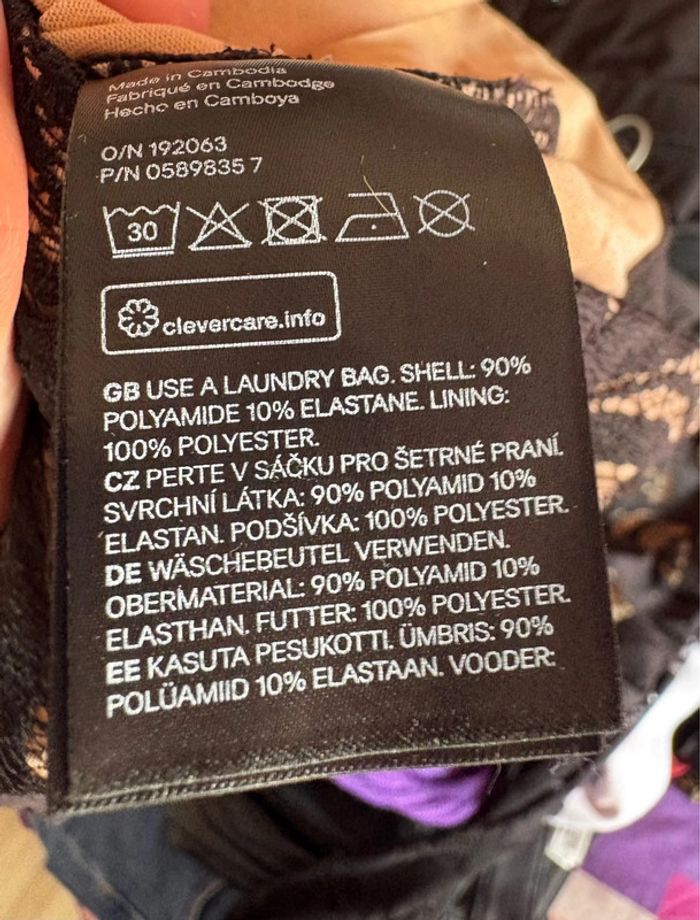 Made in Cambodia
Fabriqué en Cambodge
Hecho en Camboya
O/N 192063
P/N 0589835 7
30
clevercare.info
GB USE A LAUNDRY BAG. SHELL: 90%
POLYAMIDE 10% ELASTANE. LINING:
100% POLYESTER.
CZ PERTE V SÁČKU PRO ŠETRNÉ PRANÍ.
SVRCHNÍ LÁTKA: 90% POLYAMID 10%
ELASTAN. PODŠÍVKA: 100% POLYESTER.
DE WÄSCHEBEUTEL VERWENDEN.
OBERMATERIAL: 90% POLYAMID 10%
ELASTHAN. FUTTER: 100% POLYESTER.
EE KASUTA PESUKOTTI. ÜMBRIS: 90%
POLÜAMIID 10% ELASTAAN. VOODER: